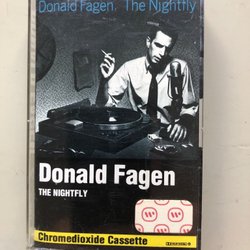 Donald Fagen. The Nightfly
Donald Fagen
THE NIGHTFLY
Chromedioxide Cassette